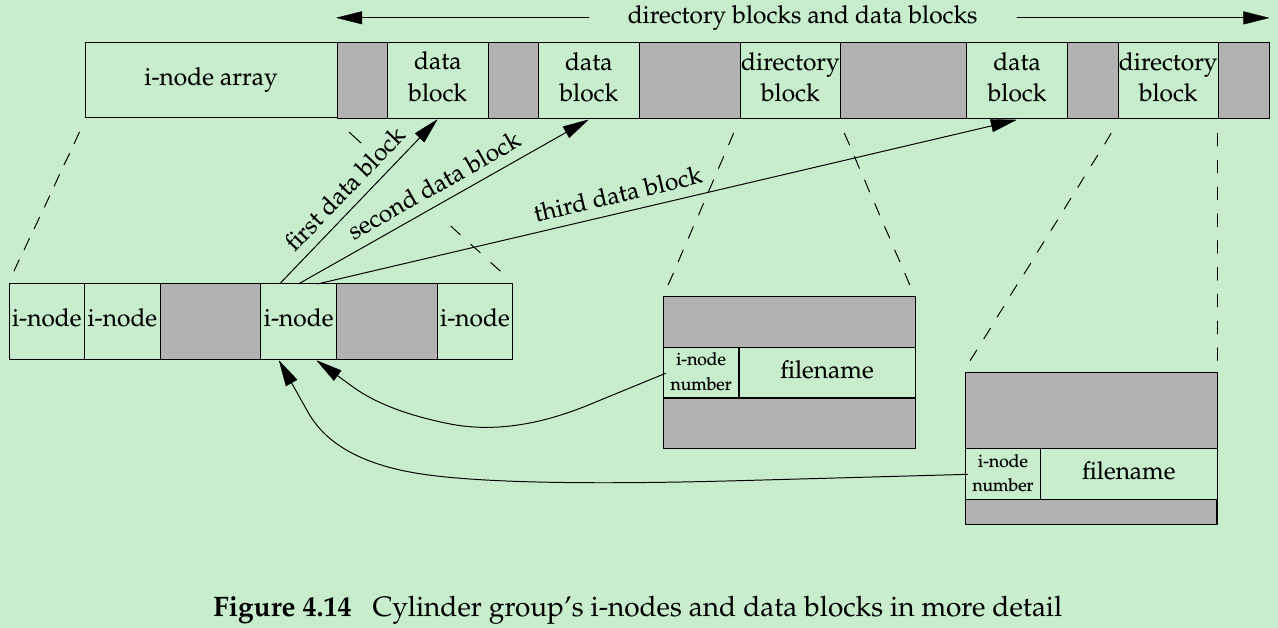 directory blocks and data blocks
i-node array
data
block
data
block
directory
block
data
block
directory
block
first data block
second data block
third data block
i-node
i-node
i-node
i-node
i-node
number
filename
i-node
number
filename
Figure 4.14 Cylinder group's i-nodes and data blocks in more detail